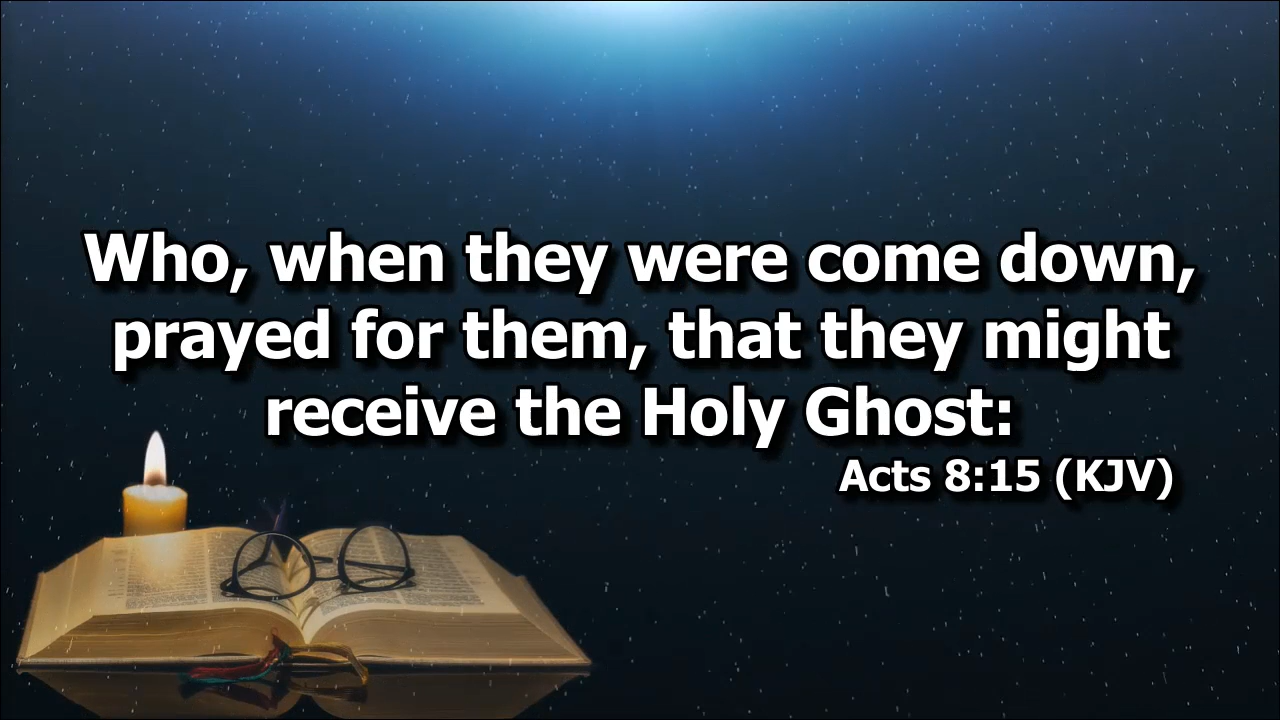 Who, when they were come down,
prayed for them, that they might
receive the Holy Ghost:
Acts 8:15 (KJV)